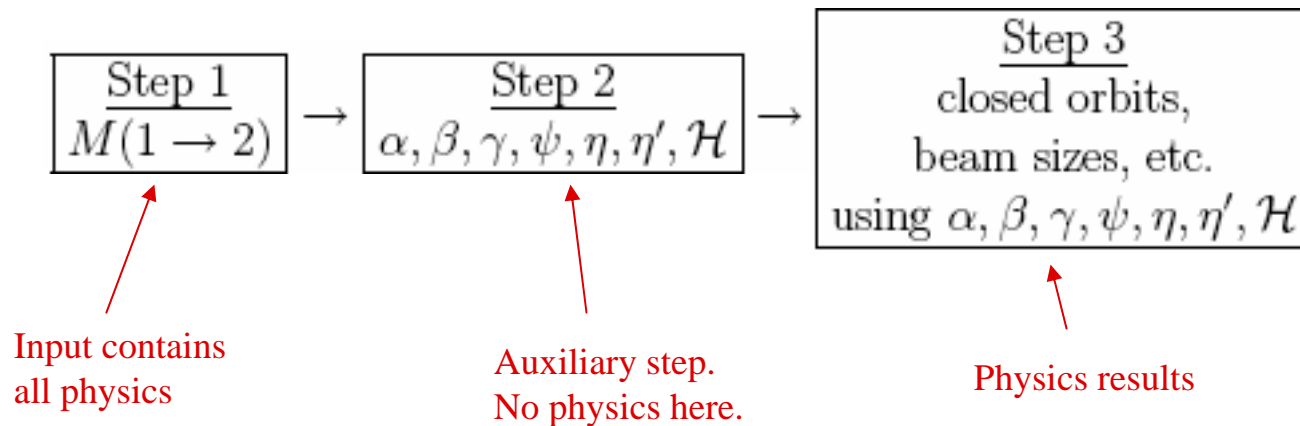 Step 1
M(1 → 2)
→
Step 2
α, β, γ, ψ, η, η′, ℋ
→
Step 3
closed orbits,
beam sizes, etc.
using α, β, γ, ψ, η, η′, ℋ
Input contains
all physics
Auxiliary step.
No physics here.
Physics results